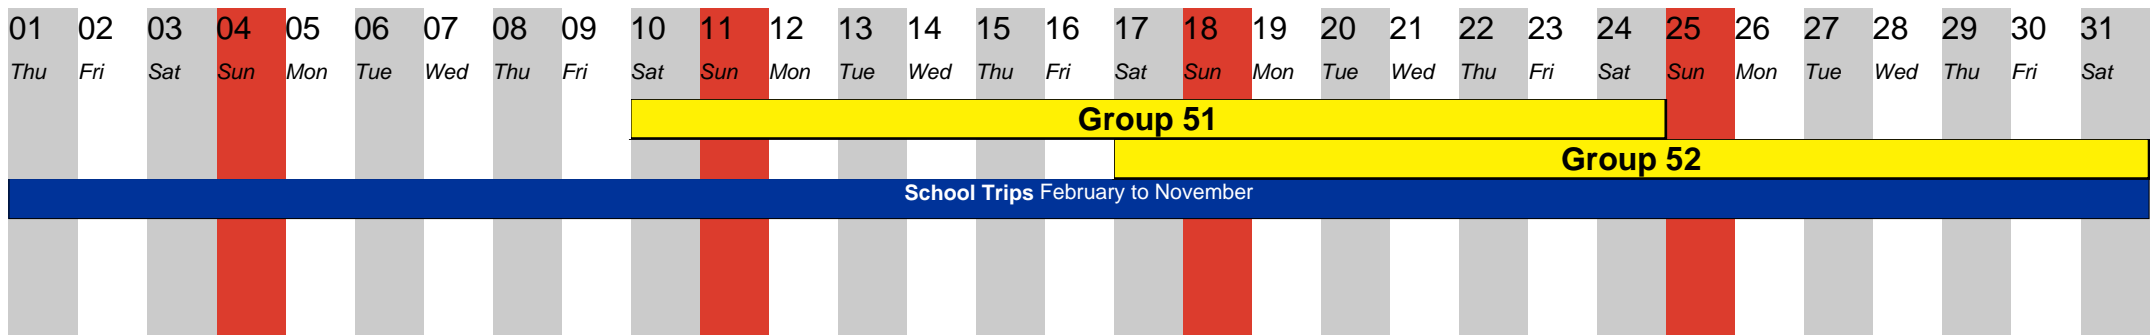 01 02 03 04 05 06 07 08 09 10 11 12 13 14 15 16 17 18 19 20 21 22 23 24 25 26 27 28 29 30 31
Thu Fri Sat Sun Mon Tue Wed Thu Fri Sat Sun Mon Tue Wed Thu Fri Sat Sun Mon Tue Wed Thu Fri Sat Sun Mon Tue Wed Thu Fri Sat
Group 51
Group 52
School Trips February to November